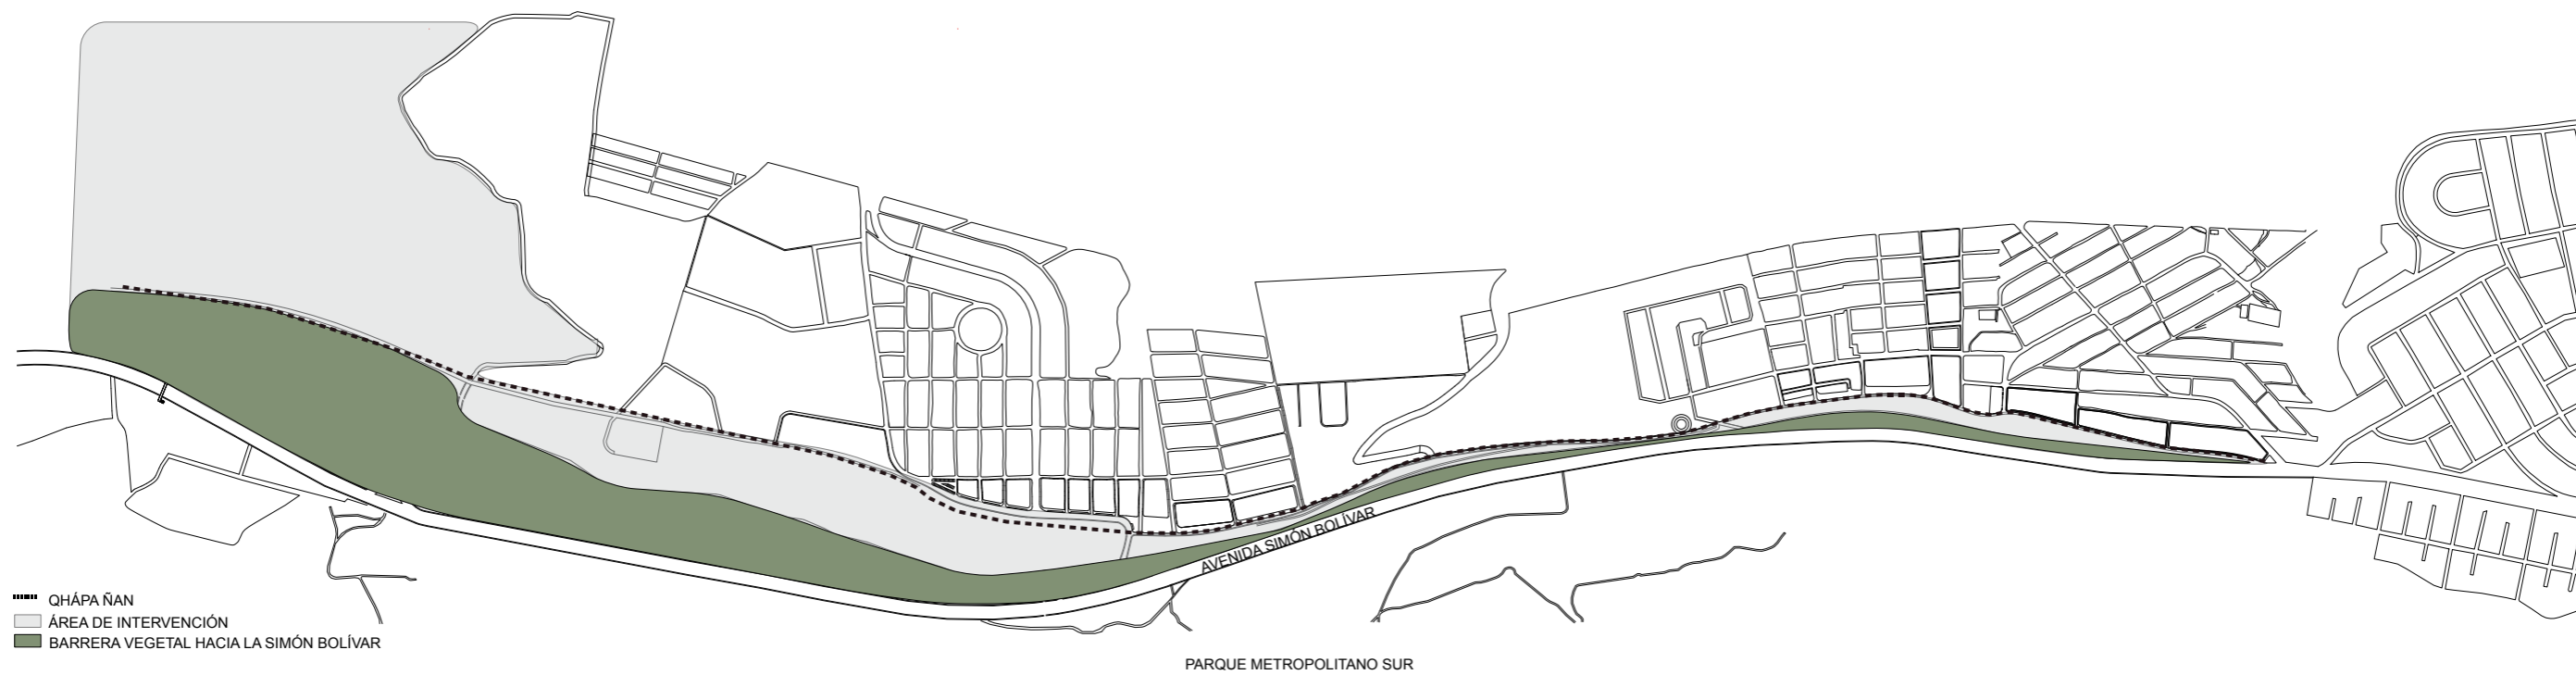 AVENIDA SIMÓN BOLÍVAR
QHÁPA ÑAN
ÁREA DE INTERVENCIÓN
BARRERA VEGETAL HACIA LA SIMÓN BOLÍVAR
PARQUE METROPOLITANO SUR